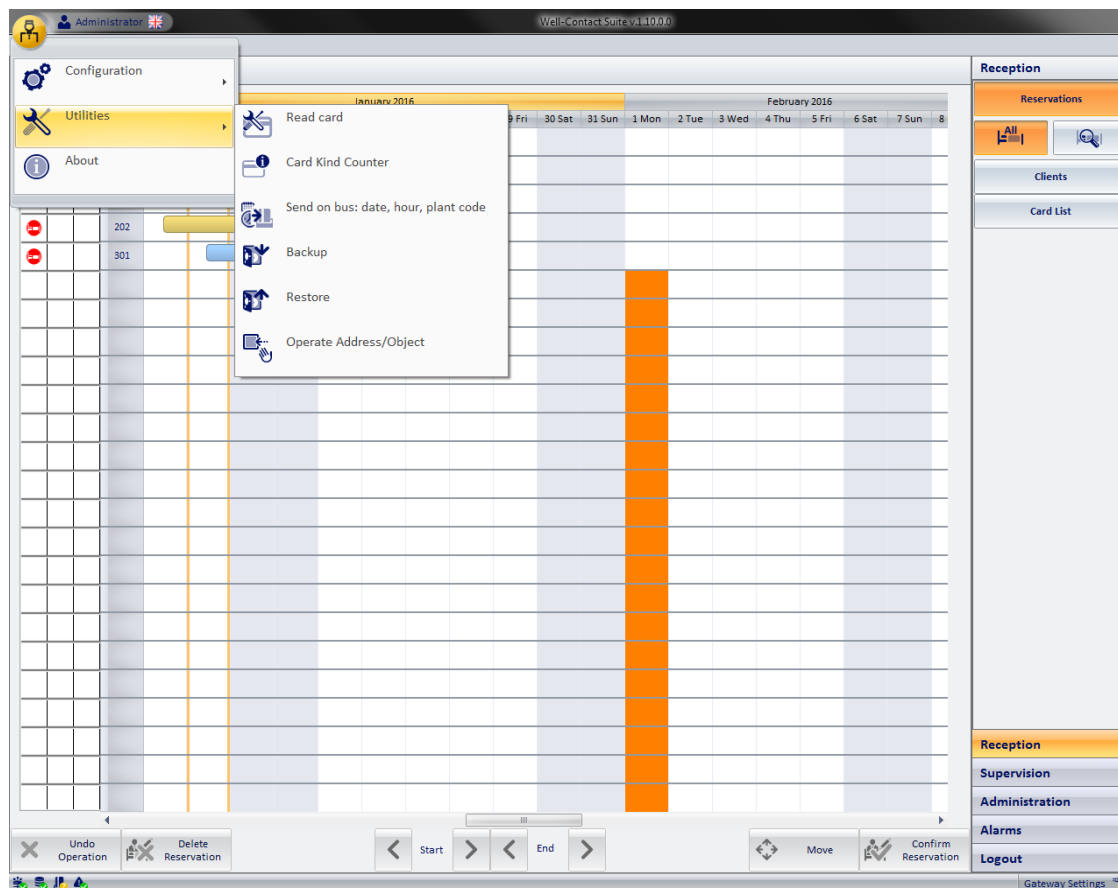 Administrator
Well-Contact Suite v.1.10.0.0
Configuration
Utilities
About
Read card
Card Kind Counter
Send on bus: date, hour, plant code
Backup
Restore
Operate Address/Object
January 2016
February 2016
9 Fri 30 Sat 31 Sun 1 Mon 2 Tue 3 Wed 4 Thu 5 Fri 6 Sat 7 Sun 8
202
301
Reception
Reservations
All
Clients
Card List
Reception
Supervision
Administration
Alarms
Logout
Undo
Operation
Delete
Reservation
Start
End
Move
Confirm
Reservation
Gateway Settings